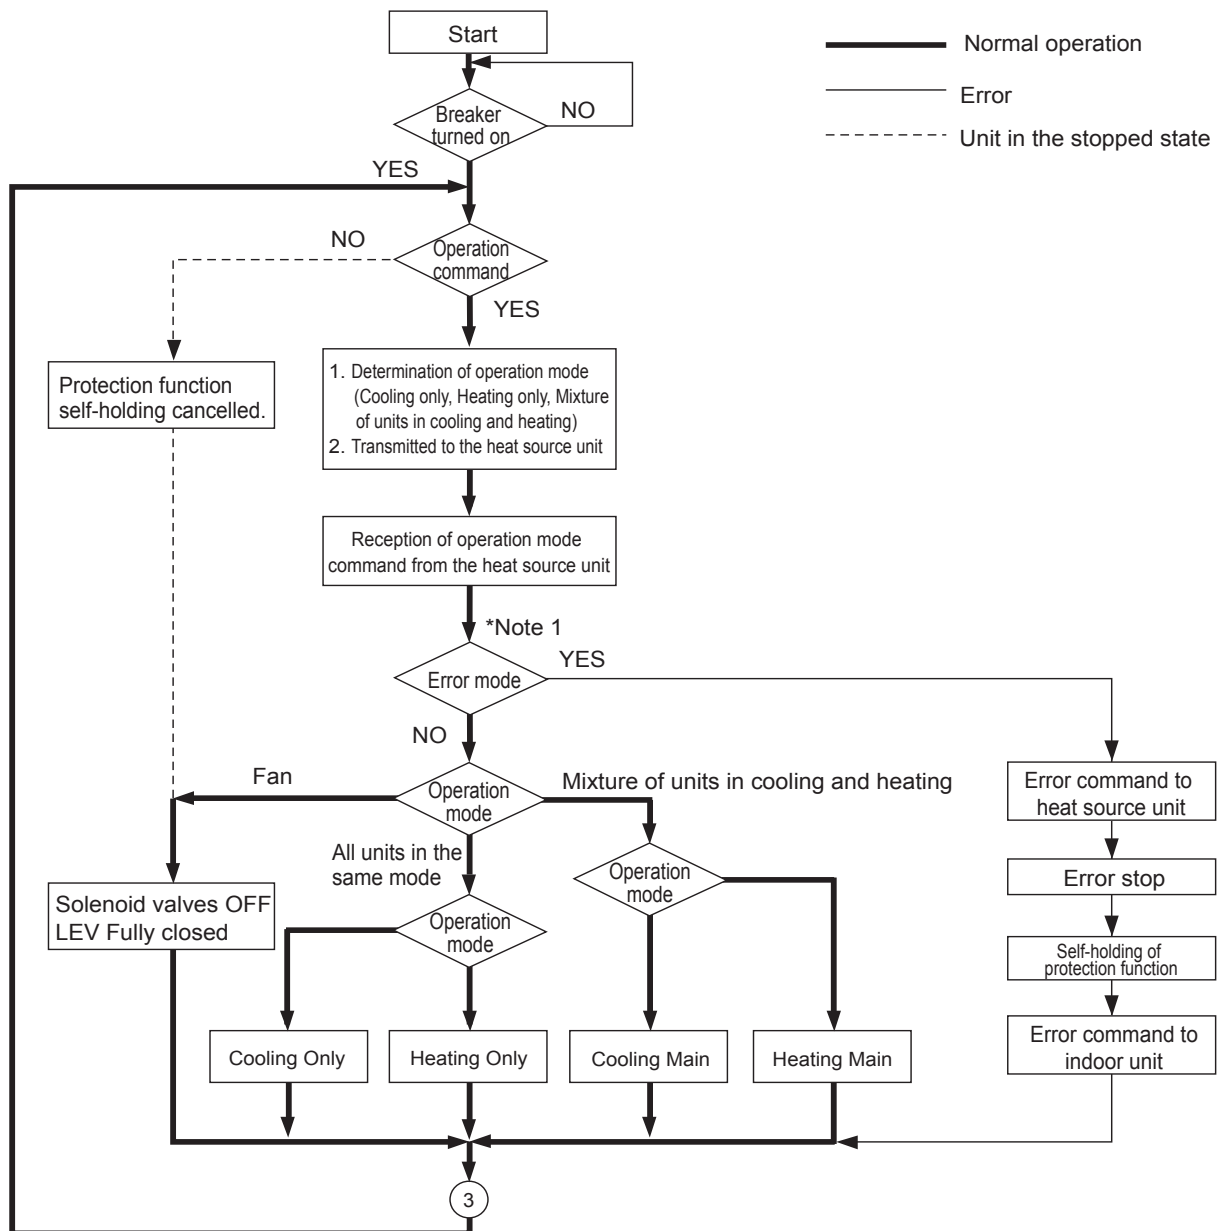 Start
Normal operation
Error
Unit in the stopped state
Breaker
turned on
NO
YES
NO
Operation
command
YES
Protection function
self-holding cancelled.
1. Determination of operation mode
(Cooling only, Heating only, Mixture
of units in cooling and heating)
2. Transmitted to the heat source unit
Reception of operation mode
command from the heat source unit
*Note 1
Error mode
YES
NO
Fan
Operation
mode
Mixture of units in cooling and heating
Error command to
heat source unit
All units in the
same mode
Operation
mode
Error stop
Solenoid valves OFF
LEV Fully closed
Operation
mode
Self-holding of
protection function
Cooling Only
Heating Only
Cooling Main
Heating Main
Error command to
indoor unit
3